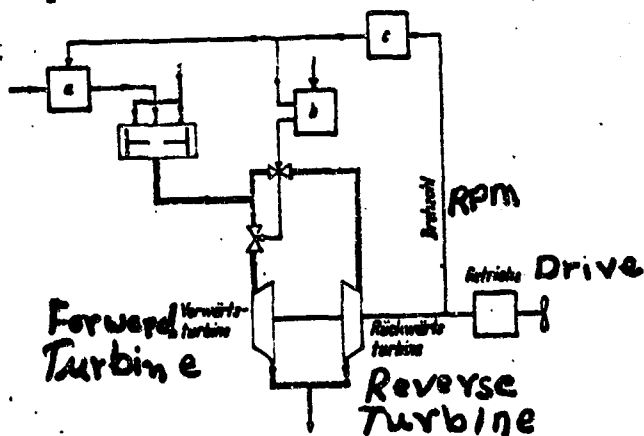 c
a
b
Drehzahl
RPM
Getriebe
Drive
Forward
Turbine
Vorwärts-
turbine
Rückwärts
turbine
Reverse
Turbine